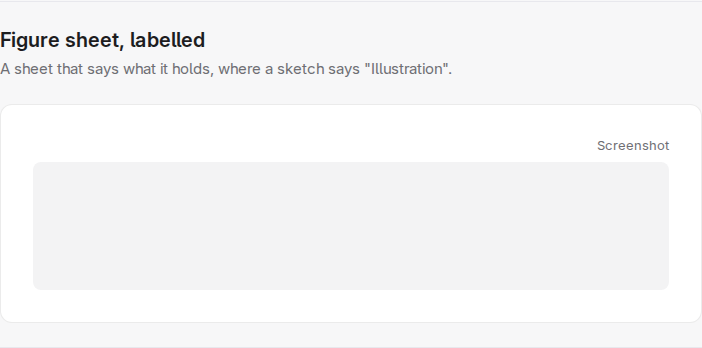 Figure sheet, labelled
A sheet that says what it holds, where a sketch says "Illustration".
Screenshot